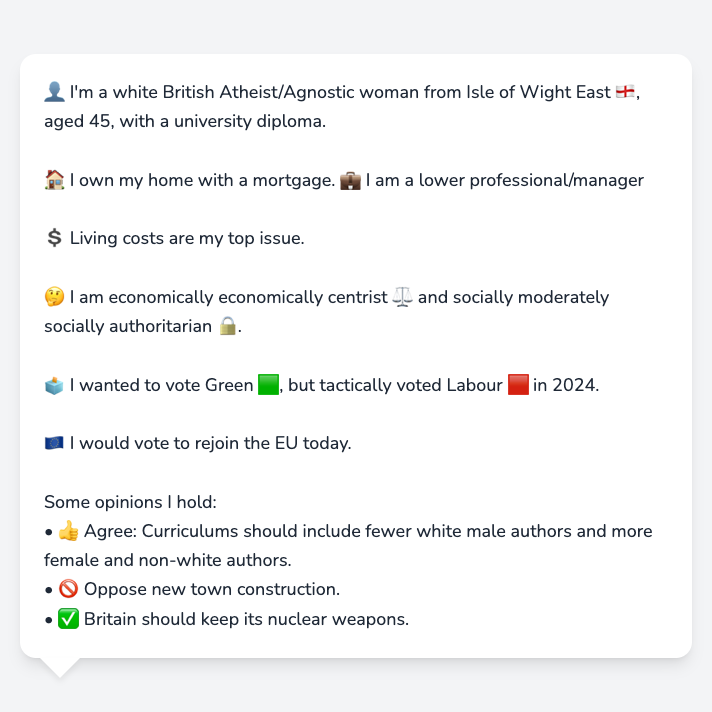 👤 I'm a white British Atheist/Agnostic woman from Isle of Wight East 🏴󠁧󠁢󠁥󠁮󠁧󠁿,
aged 45, with a university diploma.
🏠 I own my home with a mortgage. 💼 I am a lower professional/manager
💲 Living costs are my top issue.
🤔 I am economically economically centrist ⚖️ and socially moderately
socially authoritarian 🔒.
🗳️ I wanted to vote Green 🟩, but tactically voted Labour 🟥 in 2024.
🇪🇺 I would vote to rejoin the EU today.
Some opinions I hold:
• 👍 Agree: Curriculums should include fewer white male authors and more
female and non-white authors.
• 🚫 Oppose new town construction.
• ✅ Britain should keep its nuclear weapons.